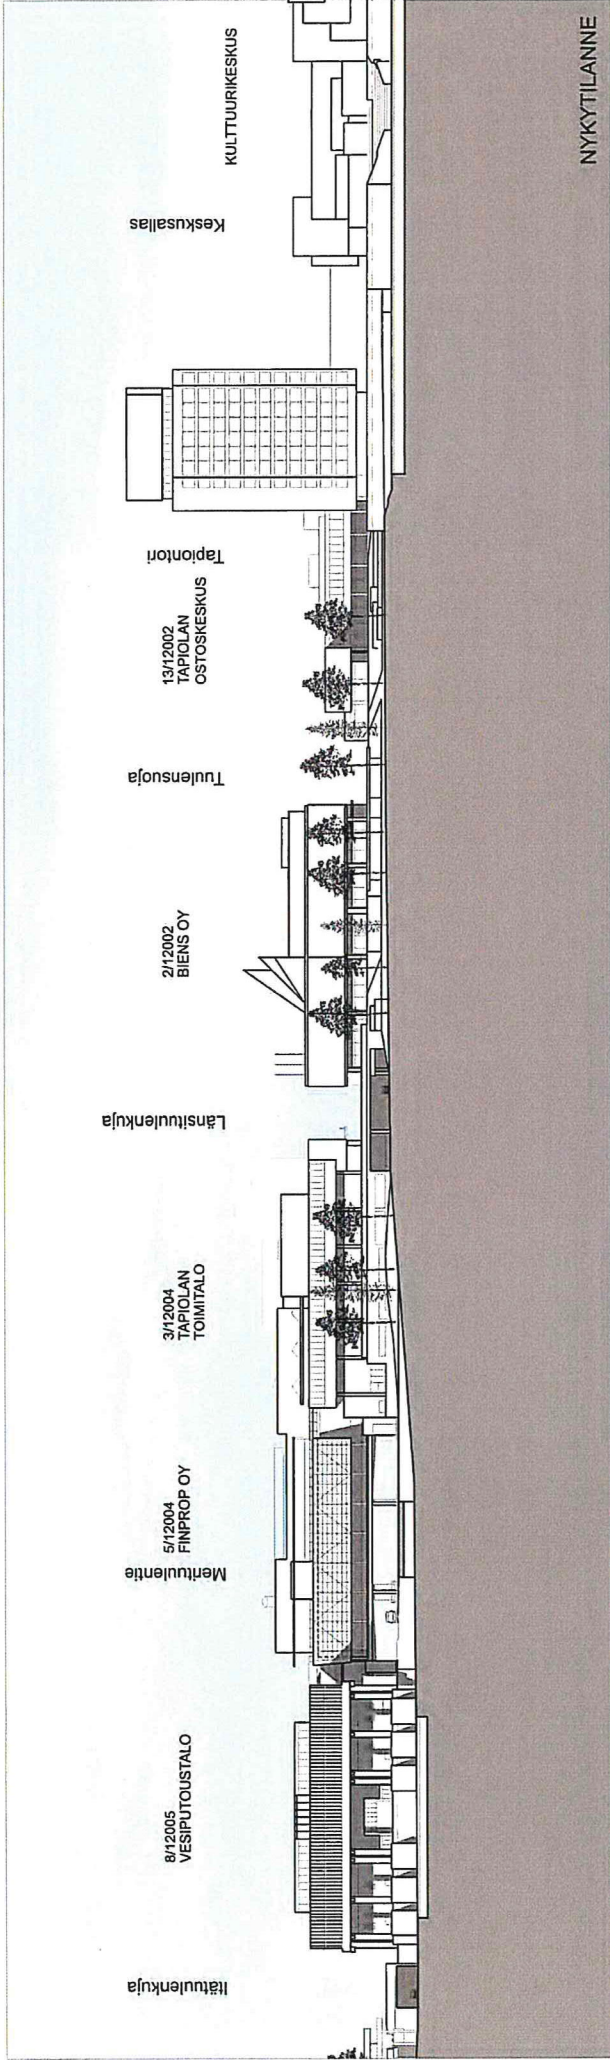 Itätuulenkuja
8/12005
VESIPUTOUSTALO
Merituulentie
5/12004
FINPROP OY
3/12004
TAPIOLAN
TOIMITALO
Länsituulenkuja
2/12002
BIENS OY
Tuulensuoja
13/12002
TAPIOLAN
OSTOSKESKUS
Tapiontori
Keskusallas
KULTTUURIKESKUS
NYKYTILANNE